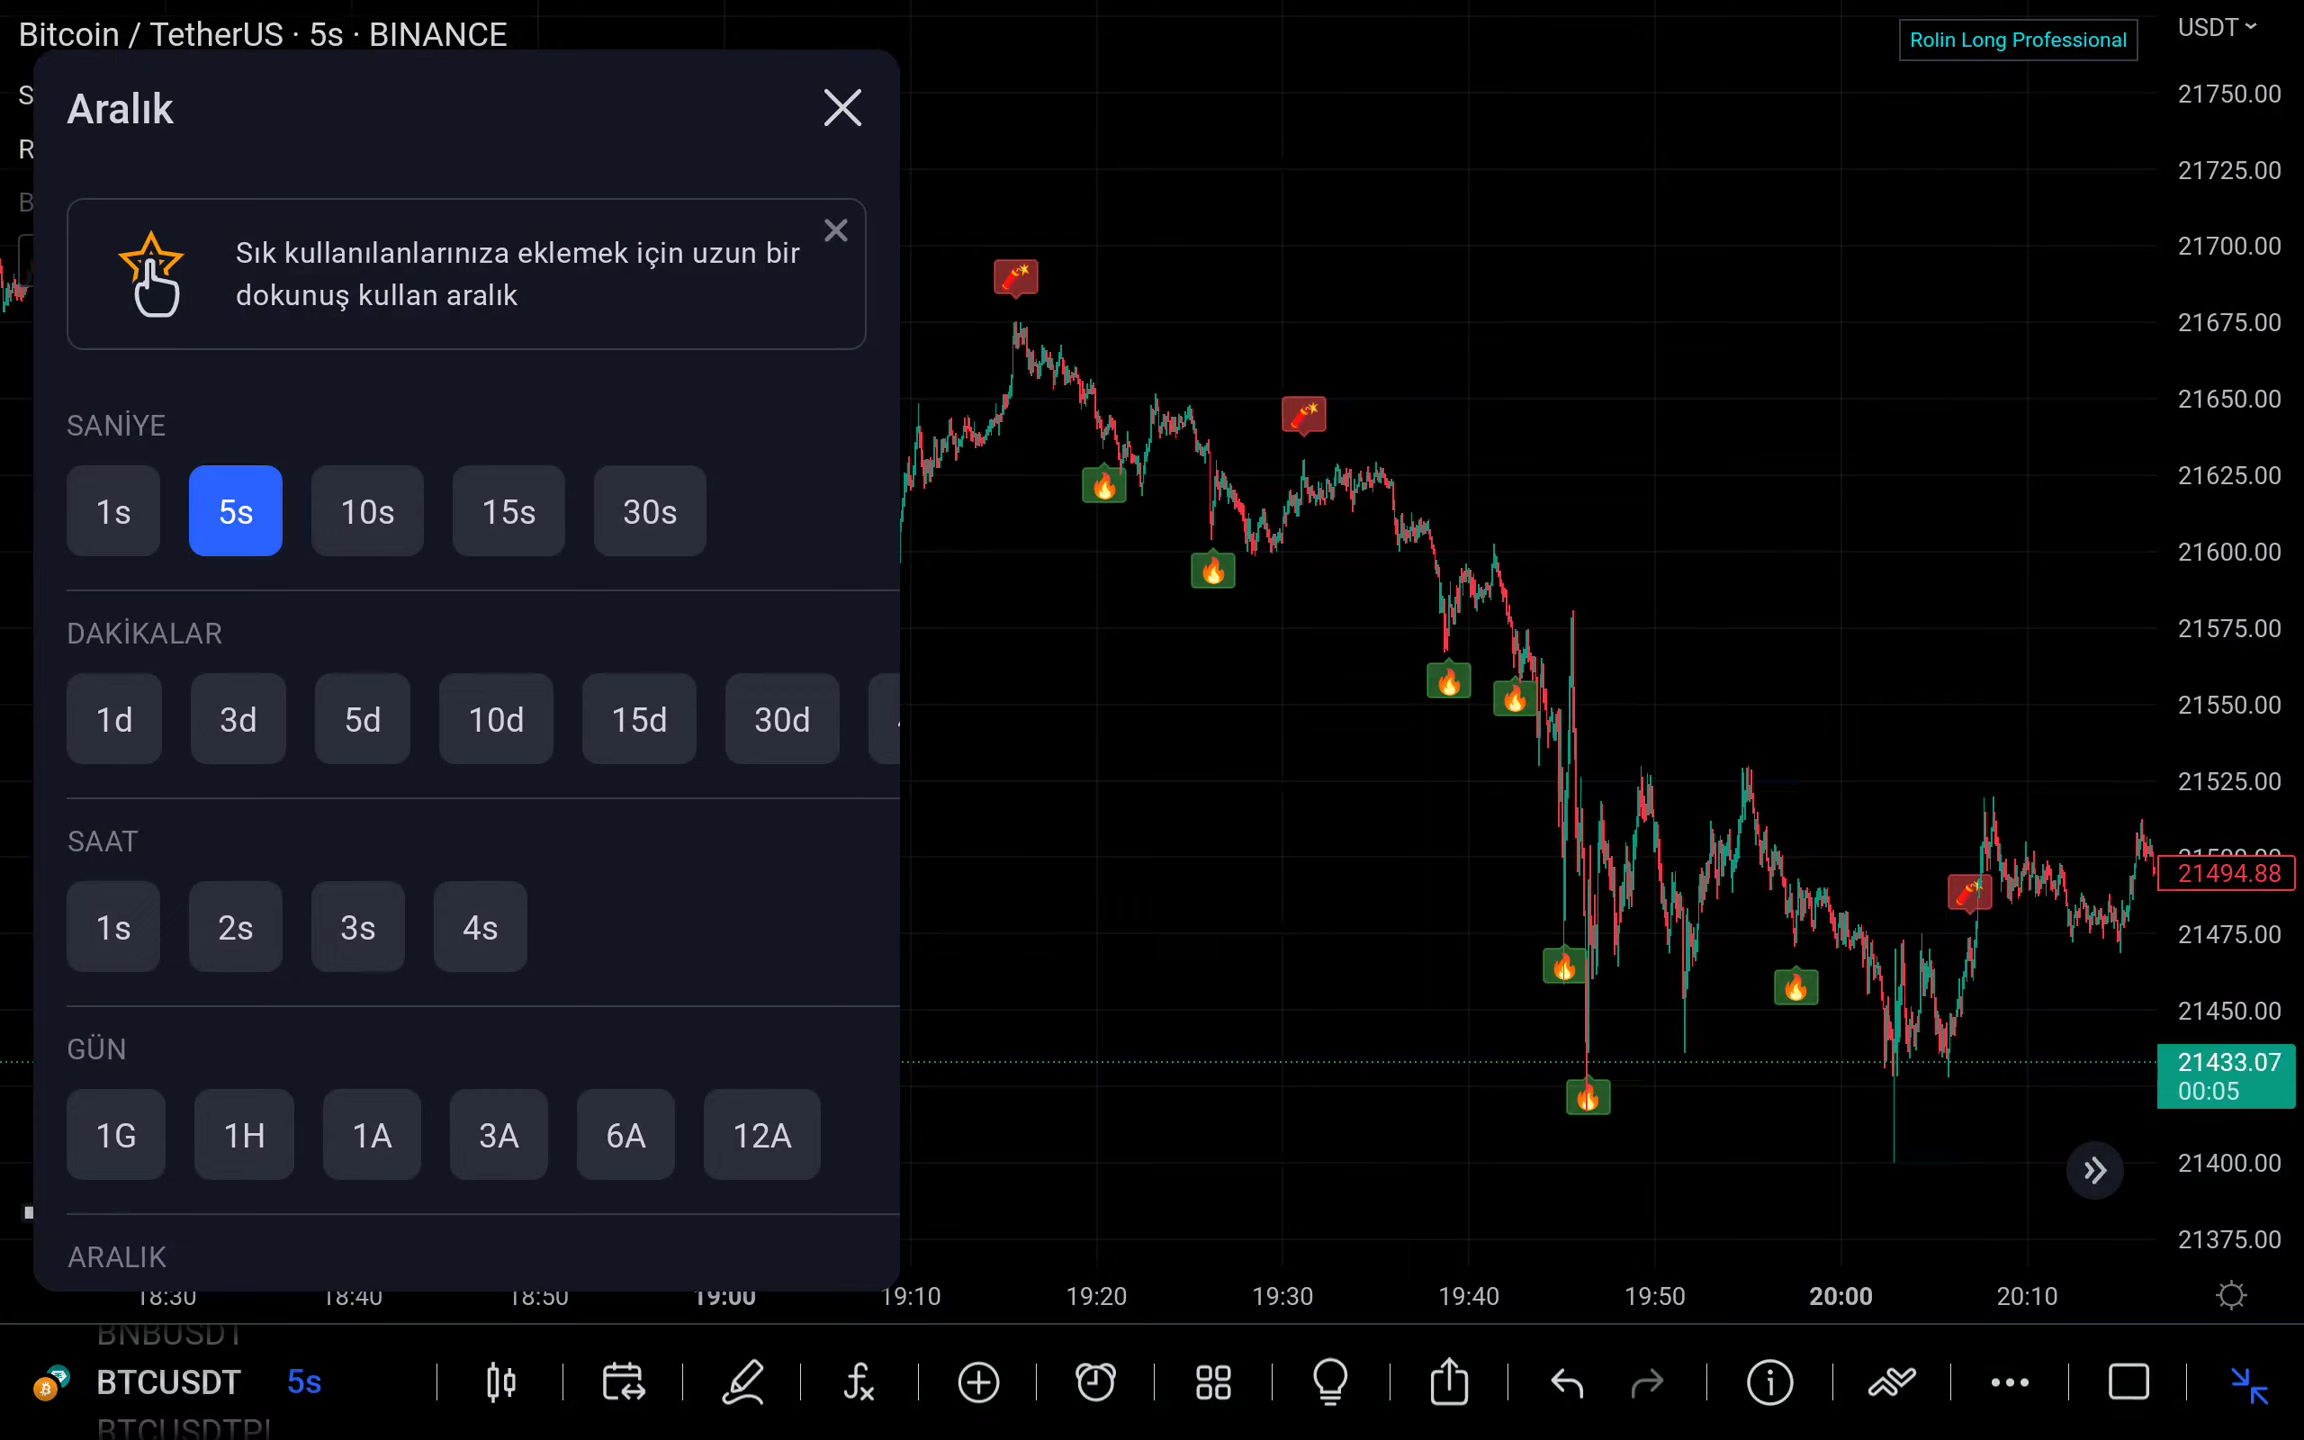 Bitcoin / TetherUS · 5s · BINANCE
Rolin Long Professional
USDT
S
R
B
Aralık
Sık kullanılanlarınıza eklemek için uzun bir
dokunuş kullan aralık
SANİYE
1s 5s 10s 15s 30s
DAKİKALAR
1d 3d 5d 10d 15d 30d
SAAT
1s 2s 3s 4s
GÜN
1G 1H 1A 3A 6A 12A
ARALIK
21750.00
21725.00
21700.00
21675.00
21650.00
21625.00
21600.00
21575.00
21550.00
21525.00
21500.00
21494.88
21475.00
21450.00
21433.07
00:05
21400.00
21375.00
18:30 18:40 18:50 19:00 19:10 19:20 19:30 19:40 19:50 20:00 20:10
BNBUSDT
BTCUSDT 5s